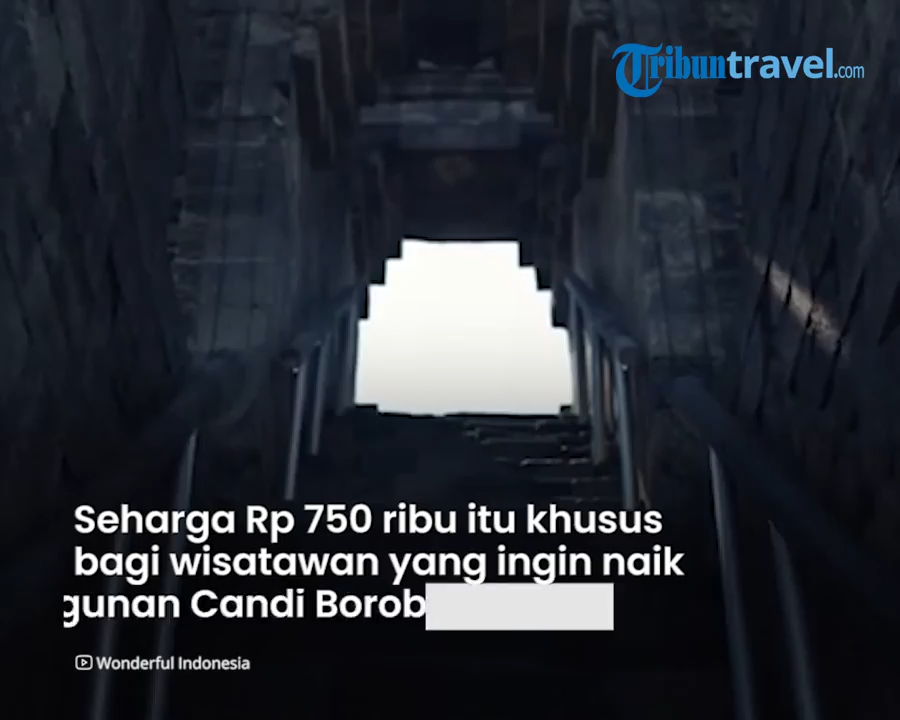 Tribuntravel.com
Seharga Rp 750 ribu itu khusus
bagi wisatawan yang ingin naik
gunan Candi Borob
Wonderful Indonesia